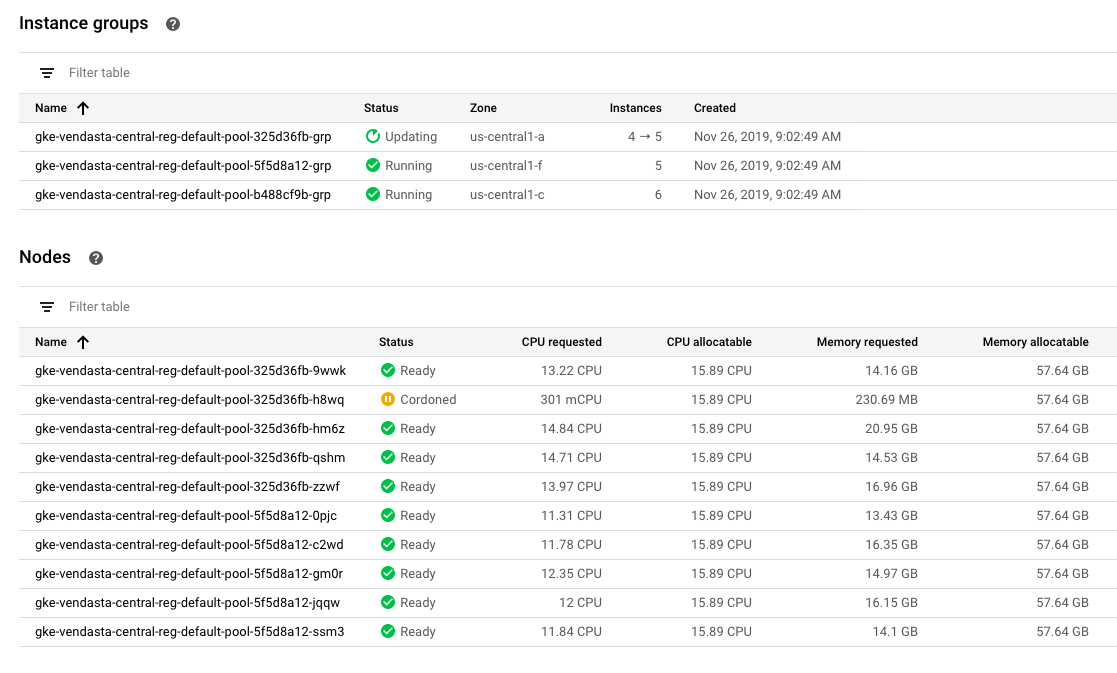 Instance groups ?
Filter table
Name Status Zone Instances Created
gke-vendasta-central-reg-default-pool-325d36fb-grp Updating us-central1-a 4 → 5 Nov 26, 2019, 9:02:49 AM
gke-vendasta-central-reg-default-pool-5f5d8a12-grp Running us-central1-f 5 Nov 26, 2019, 9:02:49 AM
gke-vendasta-central-reg-default-pool-b488cf9b-grp Running us-central1-c 6 Nov 26, 2019, 9:02:49 AM
Nodes ?
Filter table
Name Status CPU requested CPU allocatable Memory requested Memory allocatable
gke-vendasta-central-reg-default-pool-325d36fb-9wwk Ready 13.22 CPU 15.89 CPU 14.16 GB 57.64 GB
gke-vendasta-central-reg-default-pool-325d36fb-h8wq Cordoned 301 mCPU 15.89 CPU 230.69 MB 57.64 GB
gke-vendasta-central-reg-default-pool-325d36fb-hm6z Ready 14.84 CPU 15.89 CPU 20.95 GB 57.64 GB
gke-vendasta-central-reg-default-pool-325d36fb-qshm Ready 14.71 CPU 15.89 CPU 14.53 GB 57.64 GB
gke-vendasta-central-reg-default-pool-325d36fb-zzwf Ready 13.97 CPU 15.89 CPU 16.96 GB 57.64 GB
gke-vendasta-central-reg-default-pool-5f5d8a12-0pjc Ready 11.31 CPU 15.89 CPU 13.43 GB 57.64 GB
gke-vendasta-central-reg-default-pool-5f5d8a12-c2wd Ready 11.78 CPU 15.89 CPU 16.35 GB 57.64 GB
gke-vendasta-central-reg-default-pool-5f5d8a12-gm0r Ready 12.35 CPU 15.89 CPU 14.97 GB 57.64 GB
gke-vendasta-central-reg-default-pool-5f5d8a12-jqqw Ready 12 CPU 15.89 CPU 16.15 GB 57.64 GB
gke-vendasta-central-reg-default-pool-5f5d8a12-ssm3 Ready 11.84 CPU 15.89 CPU 14.1 GB 57.64 GB